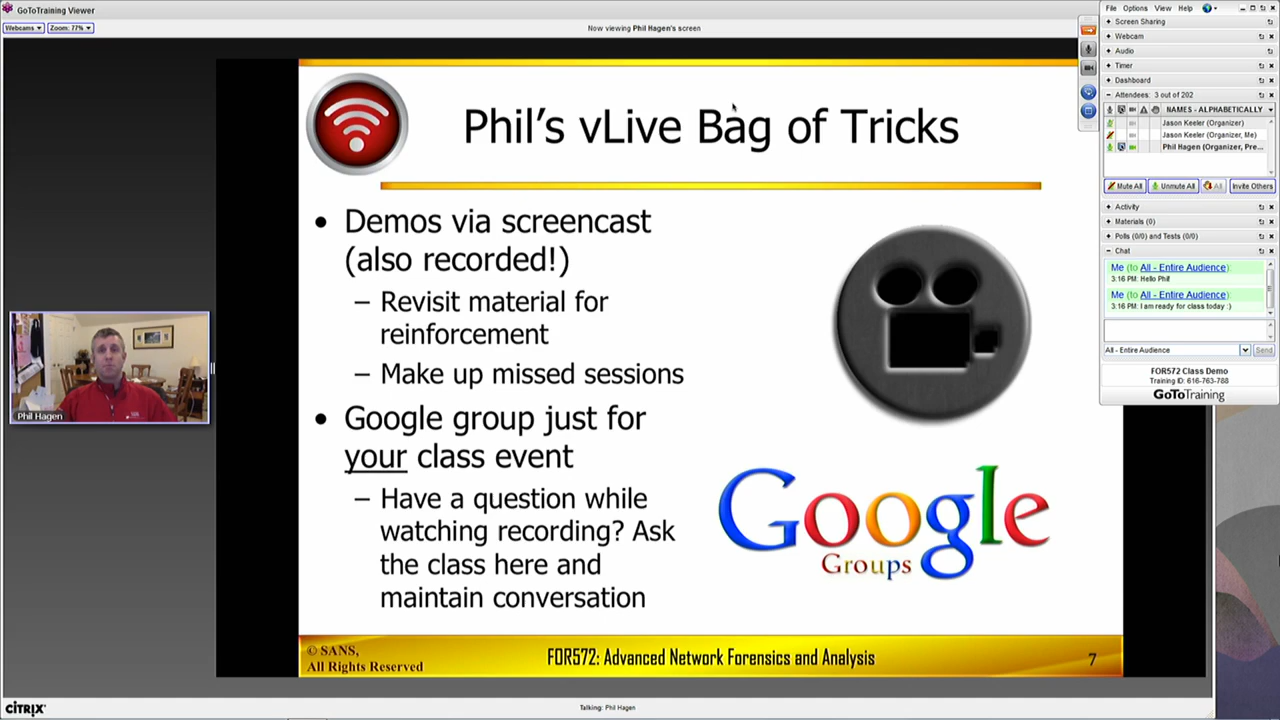 GoToTraining Viewer
Webcams
Zoom: 77%
Now viewing Phil Hagen's screen
Phil's vLive Bag of Tricks
• Demos via screencast
(also recorded!)
– Revisit material for
reinforcement
– Make up missed sessions
• Google group just for
your class event
– Have a question while
watching recording? Ask
the class here and
maintain conversation
Google
Groups
© SANS,
All Rights Reserved
FOR572: Advanced Network Forensics and Analysis
7
Phil Hagen
CITRIX
Talking: Phil Hagen
File Options View Help
Screen Sharing
Webcam
Audio
Timer
Dashboard
Attendees: 3 out of 202
NAMES - ALPHABETICALLY
Jason Keeler (Organizer)
Jason Keeler (Organizer, Me)
Phil Hagen (Organizer, Pre...
Mute All
Unmute All
All
Invite Others
Activity
Materials (0)
Polls (0/0) and Tests (0/0)
Chat
Me (to All - Entire Audience):
3:16 PM: Hello Phil!
Me (to All - Entire Audience):
3:16 PM: I am ready for class today :)
All - Entire Audience
Send
FOR572 Class Demo
Training ID: 616-763-788
GoToTraining